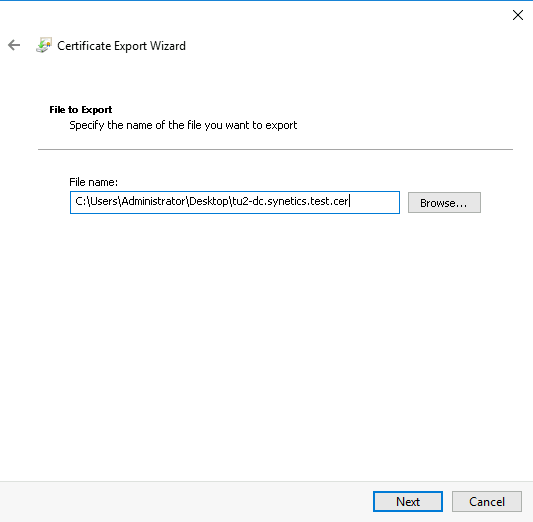 Certificate Export Wizard
File to Export
Specify the name of the file you want to export
File name:
C:\Users\Administrator\Desktop\tu2-dc.synetics.test.cer
Browse...
Next
Cancel